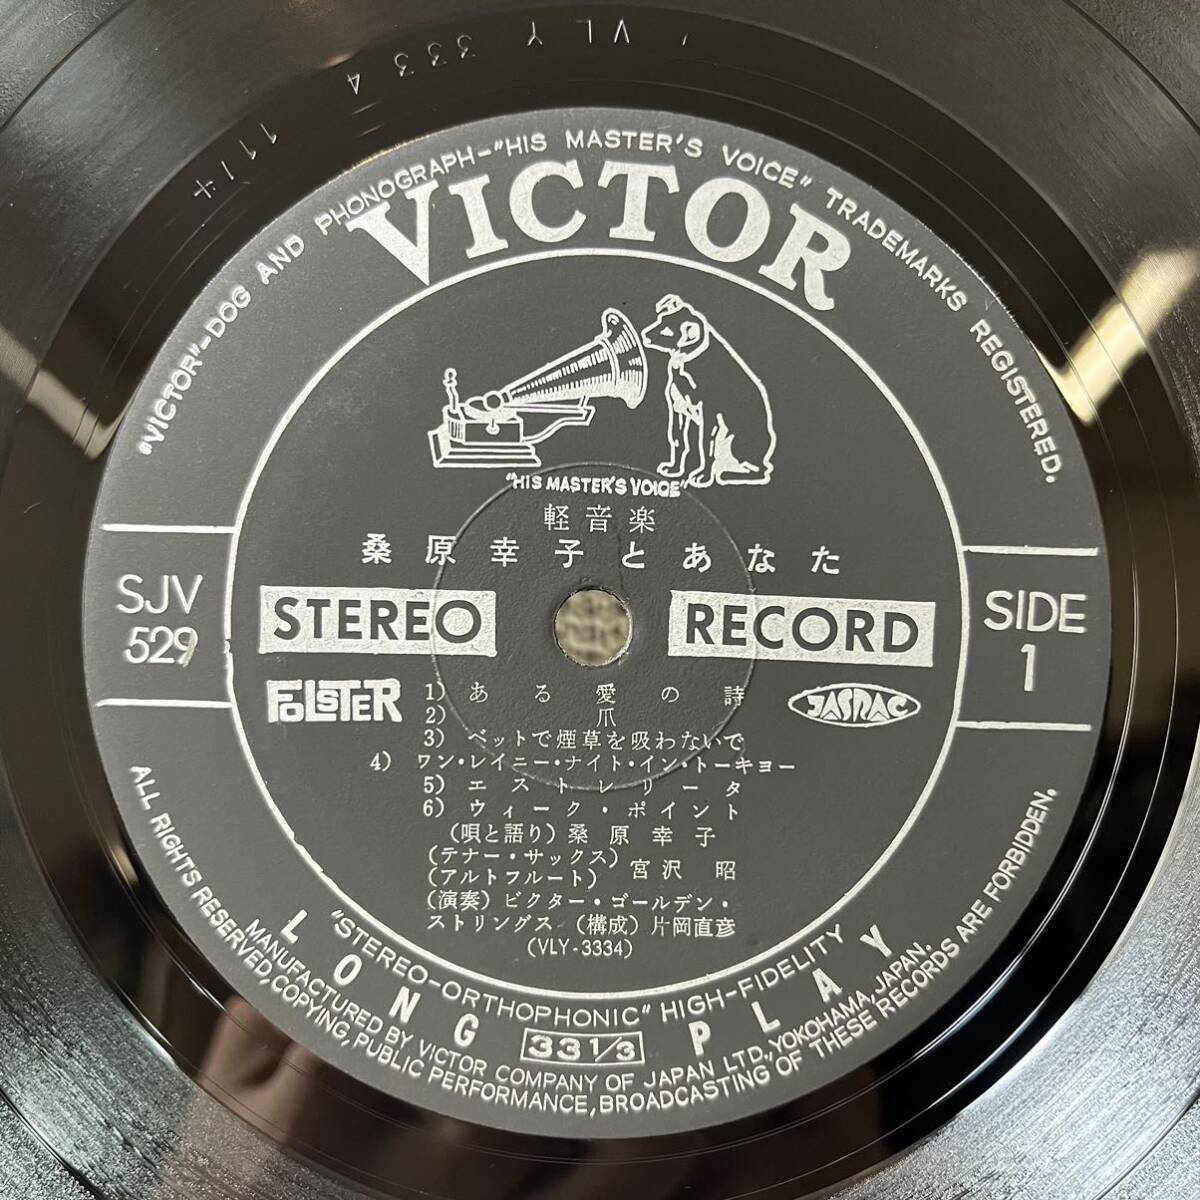 VLY 3334
11/+
"VICTOR"-DOG AND PHONOGRAPH-"HIS MASTER'S VOICE" TRADEMARKS REGISTERED.
VICTOR
"HIS MASTER'S VOICE"
軽音楽
桑原幸子とあなた
SJV
529
STEREO RECORD
SIDE
1
FOLSTER
JASRAC
1) ある愛の詩
2) 爪
3) ベットで煙草を吸わないで
4) ワン・レイニー・ナイト・イン・トーキョー
5) エストレリータ
6) ウィーク・ポイント
(唄と語り) 桑原幸子
(テナー・サックス)
(アルトフルート) 宮沢 昭
(演奏) ビクター・ゴールデン・
ストリングス (構成) 片岡直彦
(VLY-3334)
"STEREO-ORTHOPHONIC" HIGH-FIDELITY
LONG 33 1/3 PLAY
MANUFACTURED BY VICTOR COMPANY OF JAPAN LTD., YOKOHAMA, JAPAN.
ALL RIGHTS RESERVED, COPYING, PUBLIC PERFORMANCE, BROADCASTING OF THESE RECORDS ARE FORBIDDEN.